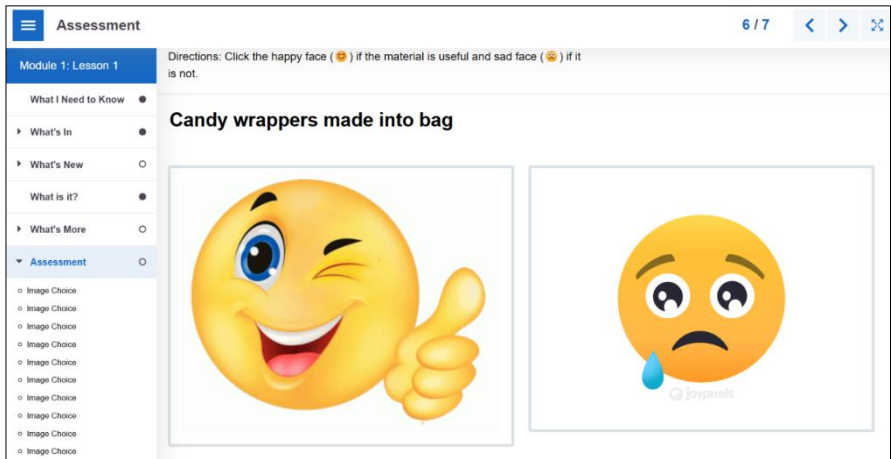 Assessment
6 / 7
Module 1: Lesson 1
What I Need to Know
What's In
What's New
What is it?
What's More
Assessment
Image Choice
Image Choice
Image Choice
Image Choice
Image Choice
Image Choice
Image Choice
Image Choice
Image Choice
Image Choice
Directions: Click the happy face (😊) if the material is useful and sad face (😢) if it
is not.
Candy wrappers made into bag
joypixels